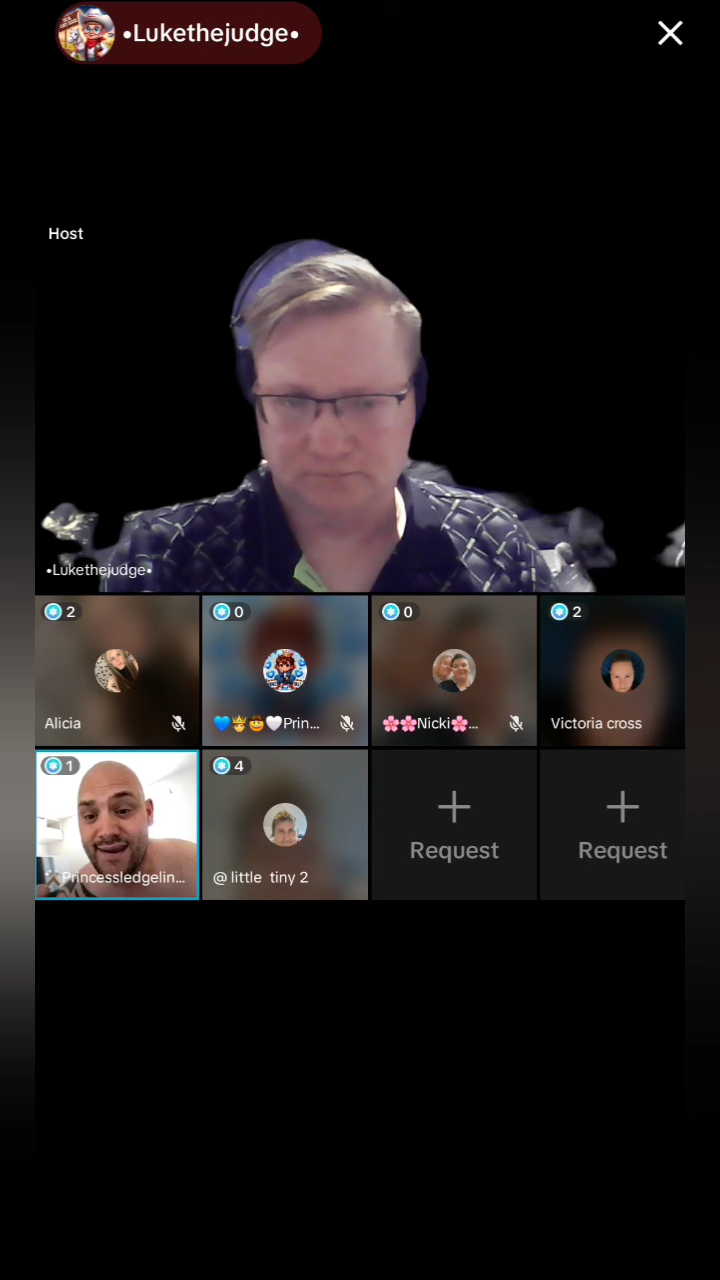 •Lukethejudge•
Host
•Lukethejudge•
2
0
0
2
Alicia
💙🤴🤠🤍Prin...
🌸🌸Nicki🌸...
Victoria cross
1
4
Request
Request
Princessledgelin...
@ little tiny 2